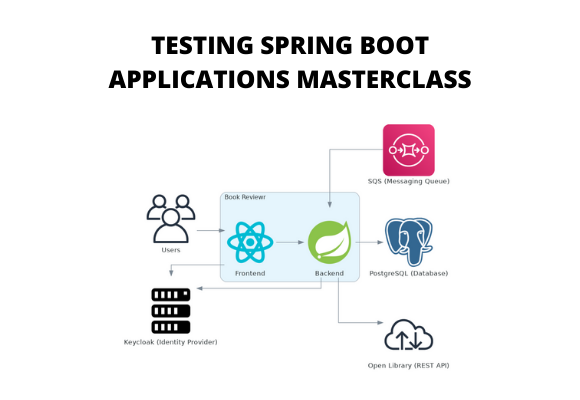 TESTING SPRING BOOT
APPLICATIONS MASTERCLASS
SQS (Messaging Queue)
Book Reviewr
Users
Frontend
Backend
PostgreSQL (Database)
Keycloak (Identity Provider)
Open Library (REST API)